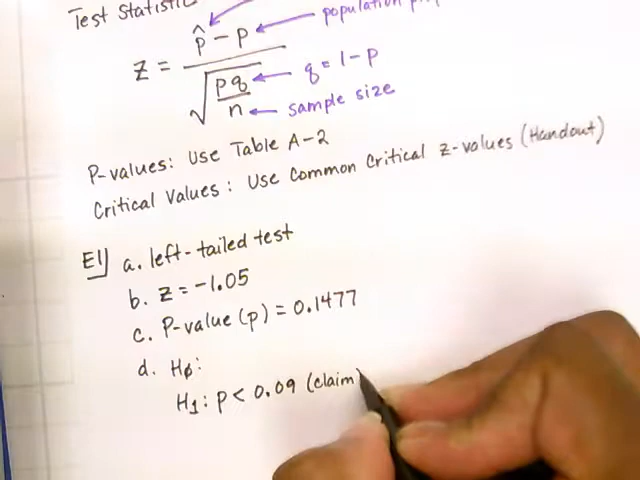 Test Statistic
p̂ - p
population
z =
pq
q = 1 - p
n
sample size
P-values: Use Table A-2
Critical Values: Use Common Critical z-values (Handout)
E1 a. left-tailed test
b. z = -1.05
c. P-value (p) = 0.1477
d. H0:
H1: p < 0.09 (claim)